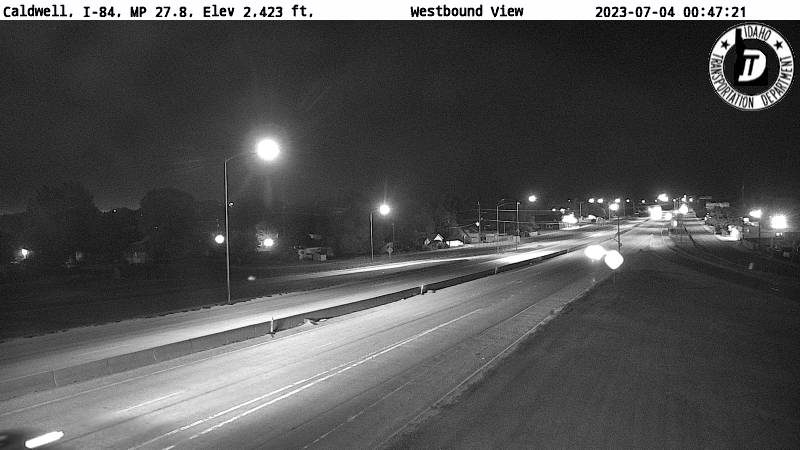 Caldwell, I-84, MP 27.8, Elev 2,423 ft, Westbound View 2023-07-04 00:47:21
IDAHO
TRANSPORTATION DEPARTMENT